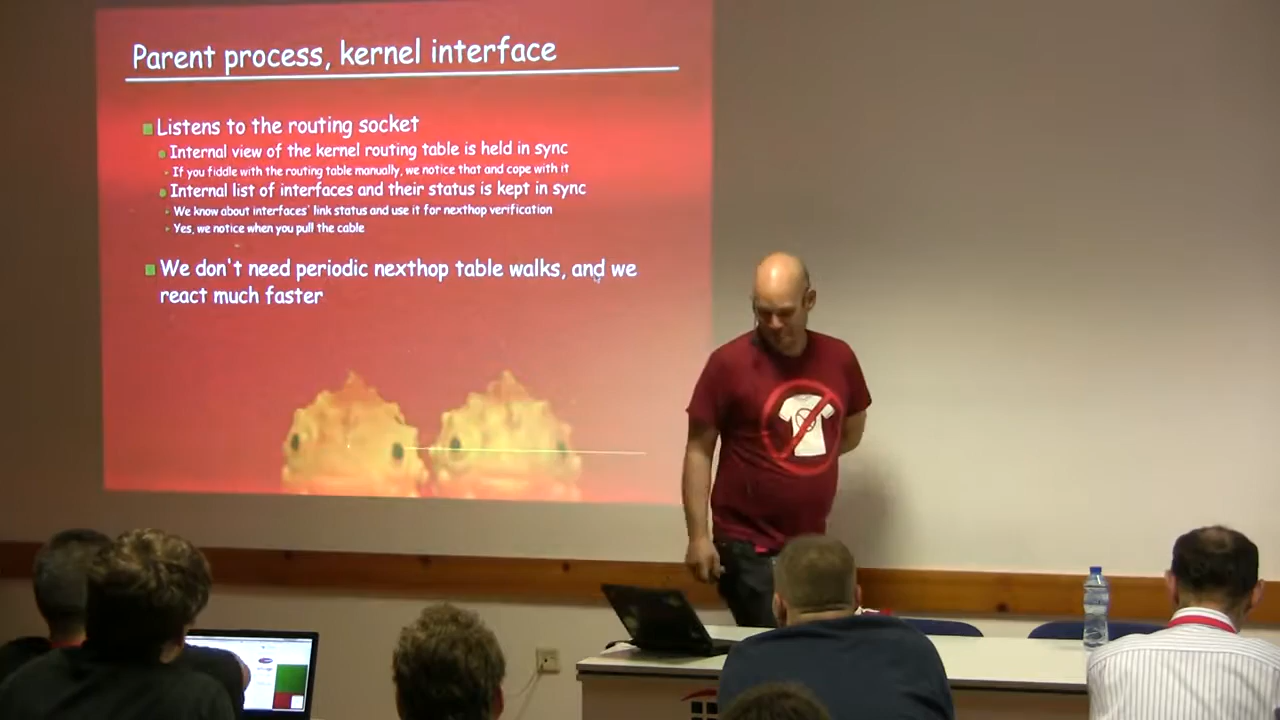 Parent process, kernel interface
Listens to the routing socket
Internal view of the kernel routing table is held in sync
- If you fiddle with the routing table manually, we notice that and cope with it
Internal list of interfaces and their status is kept in sync
We know about interfaces' link status and use it for nexthop verification
Yes, we notice when you pull the cable
We don't need periodic nexthop table walks, and we
react much faster